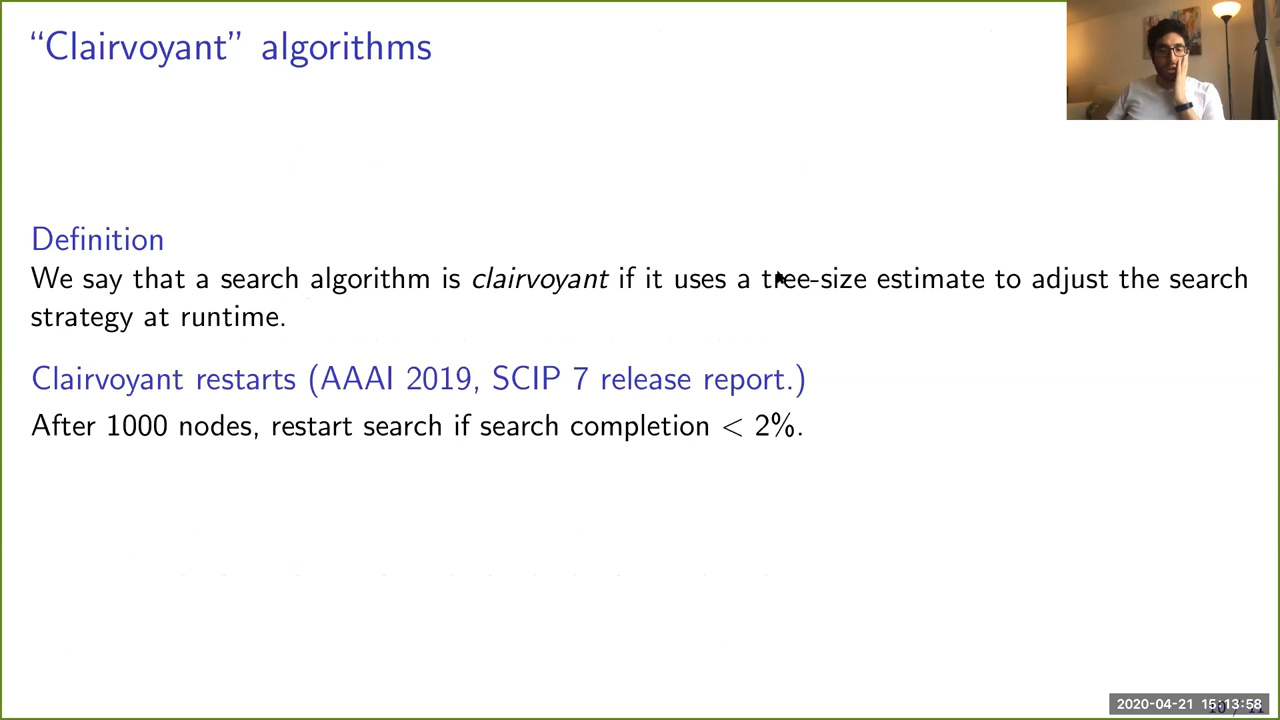 “Clairvoyant” algorithms
Definition
We say that a search algorithm is clairvoyant if it uses a tree-size estimate to adjust the search
strategy at runtime.
Clairvoyant restarts (AAAI 2019, SCIP 7 release report.)
After 1000 nodes, restart search if search completion < 2%.
2020-04-21 15:13:58